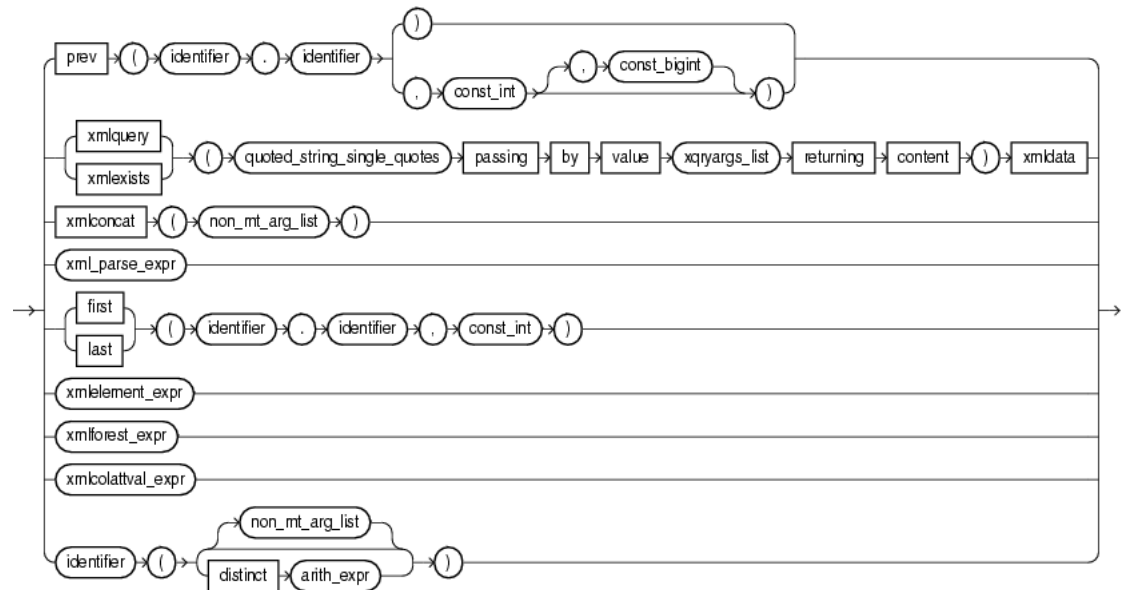 )
prev ( identifier . identifier
, const_int , const_bigint )
xmlquery
xmlexists
( quoted_string_single_quotes passing by value xqryargs_list returning content ) xmldata
xmlconcat ( non_mt_arg_list )
xml_parse_expr
first
last
( identifier . identifier , const_int )
xmlelement_expr
xmlforest_expr
xmlcolattval_expr
non_mt_arg_list
identifier ( )
distinct arith_expr